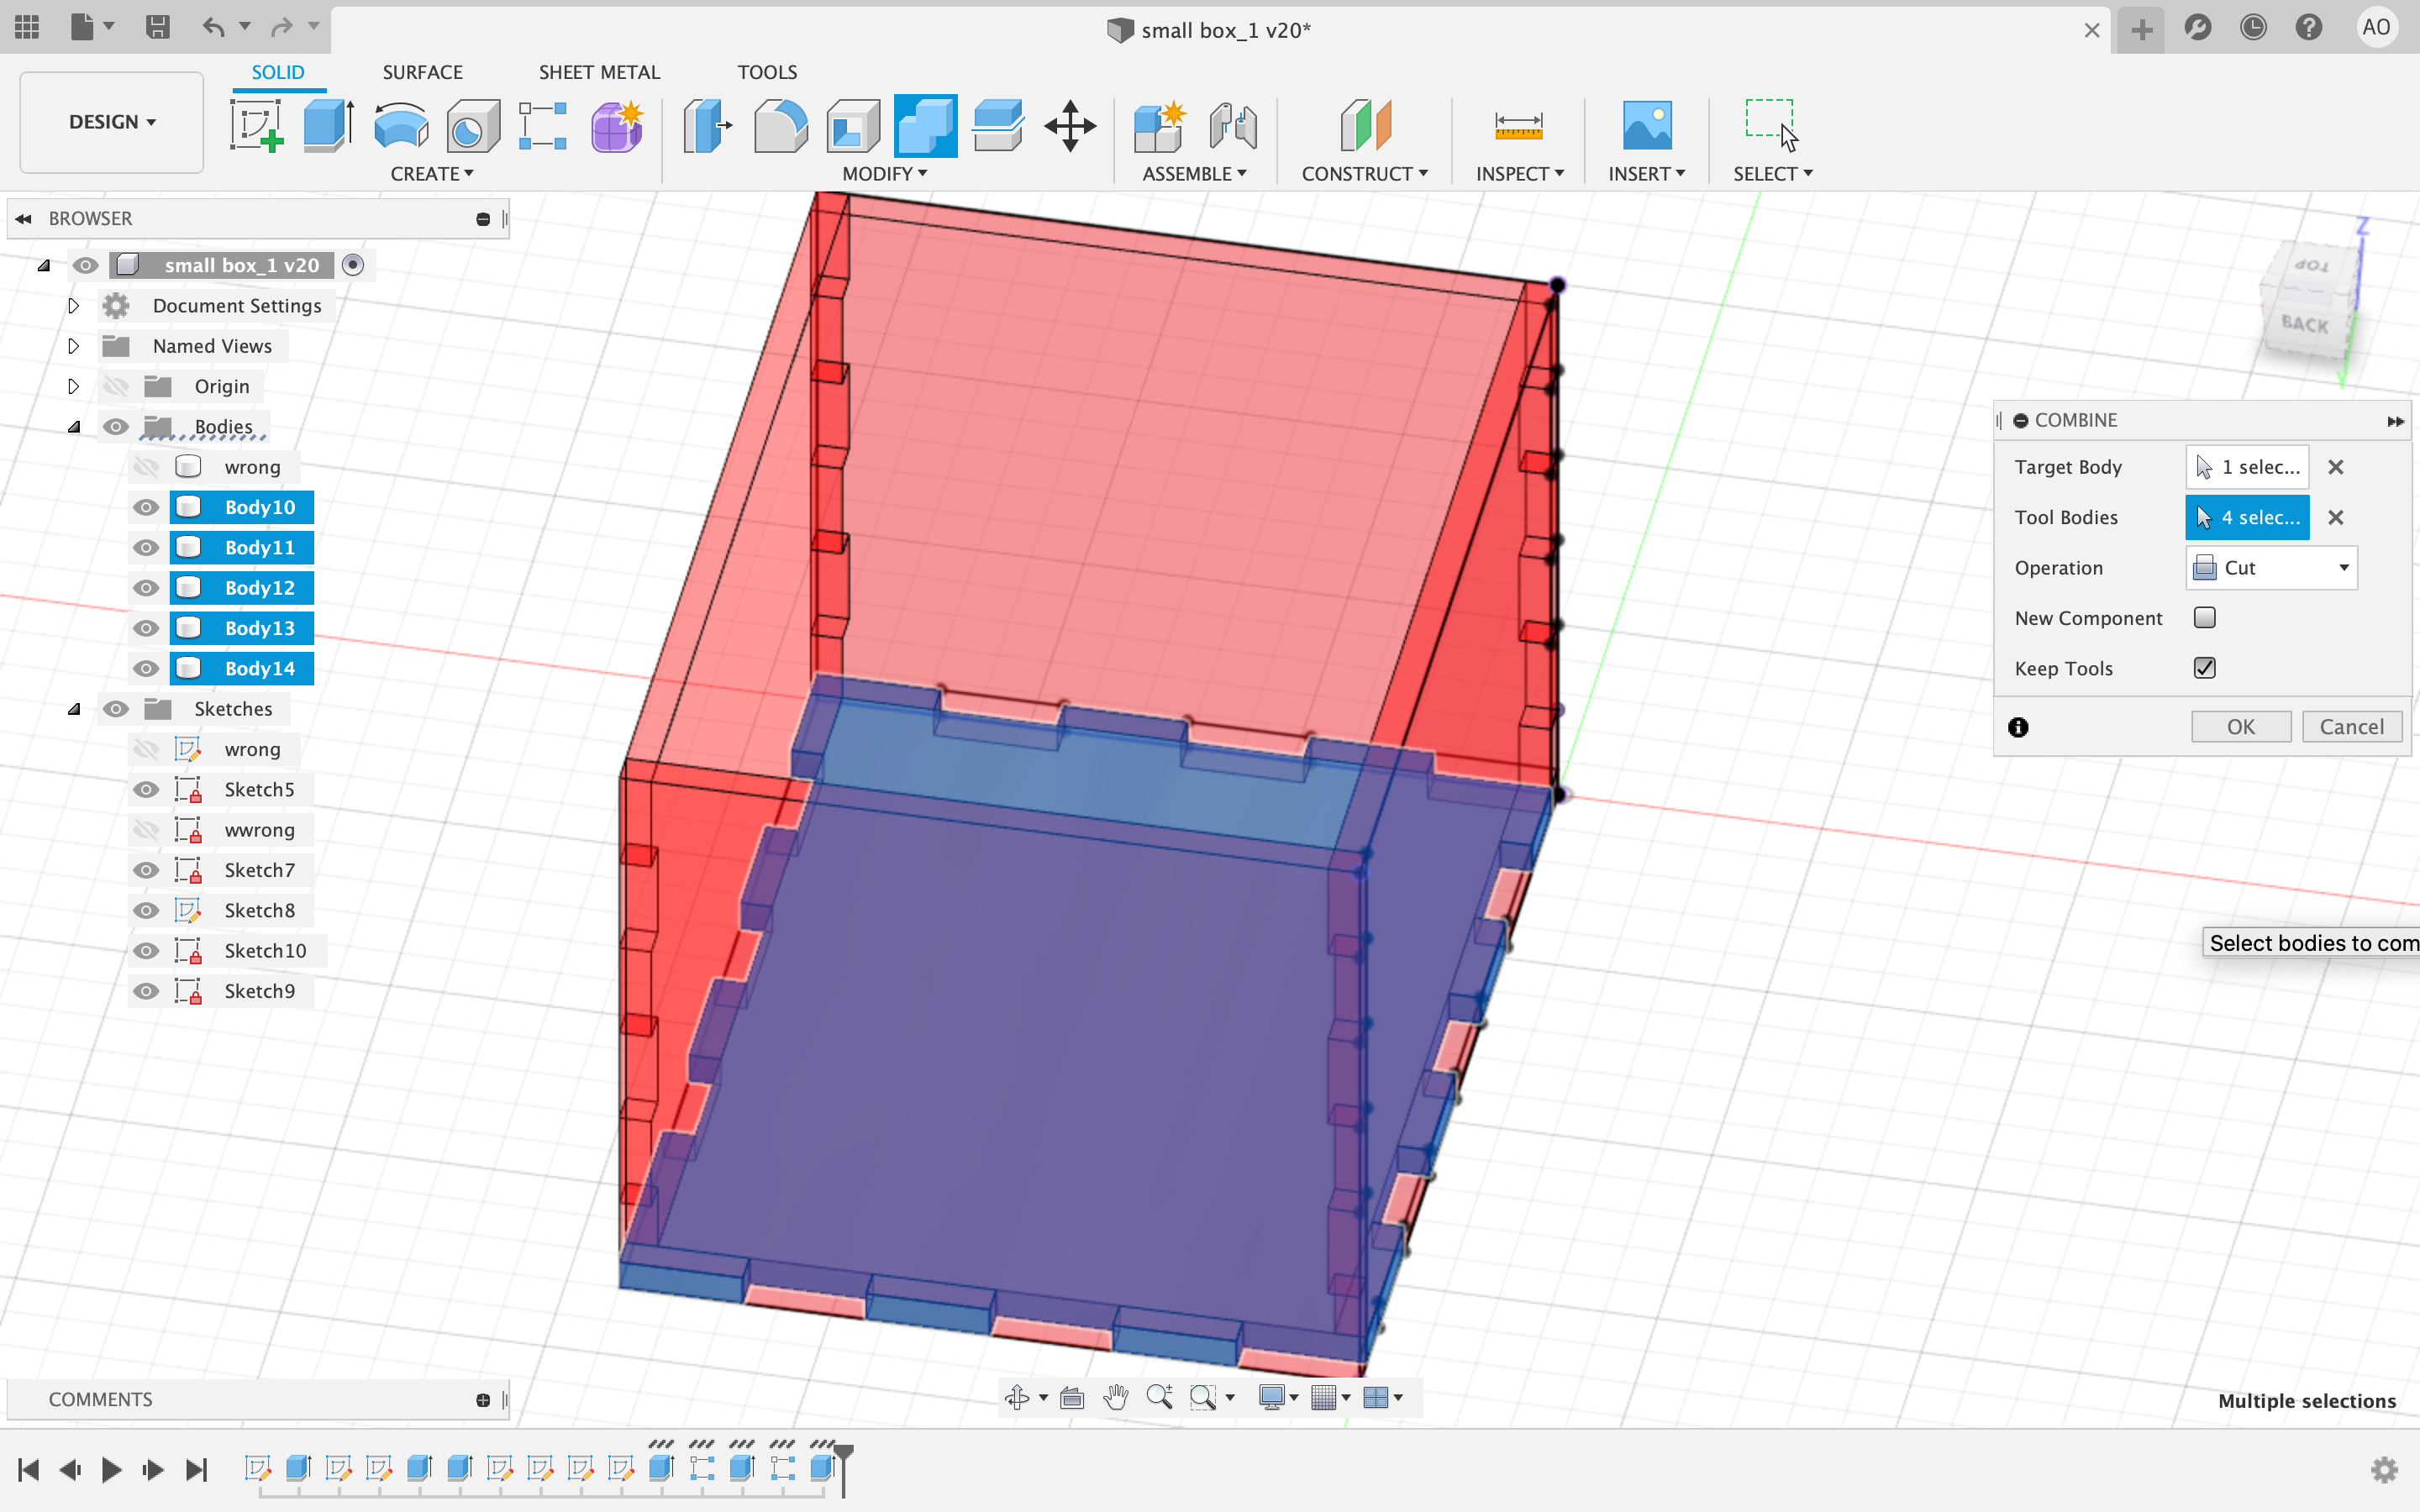 small box_1 v20*
AO
DESIGN
SOLID
SURFACE
SHEET METAL
TOOLS
CREATE
MODIFY
ASSEMBLE
CONSTRUCT
INSPECT
INSERT
SELECT
BROWSER
small box_1 v20
Document Settings
Named Views
Origin
Bodies
wrong
Body10
Body11
Body12
Body13
Body14
Sketches
wrong
Sketch5
wwrong
Sketch7
Sketch8
Sketch10
Sketch9
Z
TOP
BACK
Y
COMBINE
Target Body
1 selec...
Tool Bodies
4 selec...
Operation
Cut
New Component
Keep Tools
OK
Cancel
Select bodies to com
COMMENTS
Multiple selections